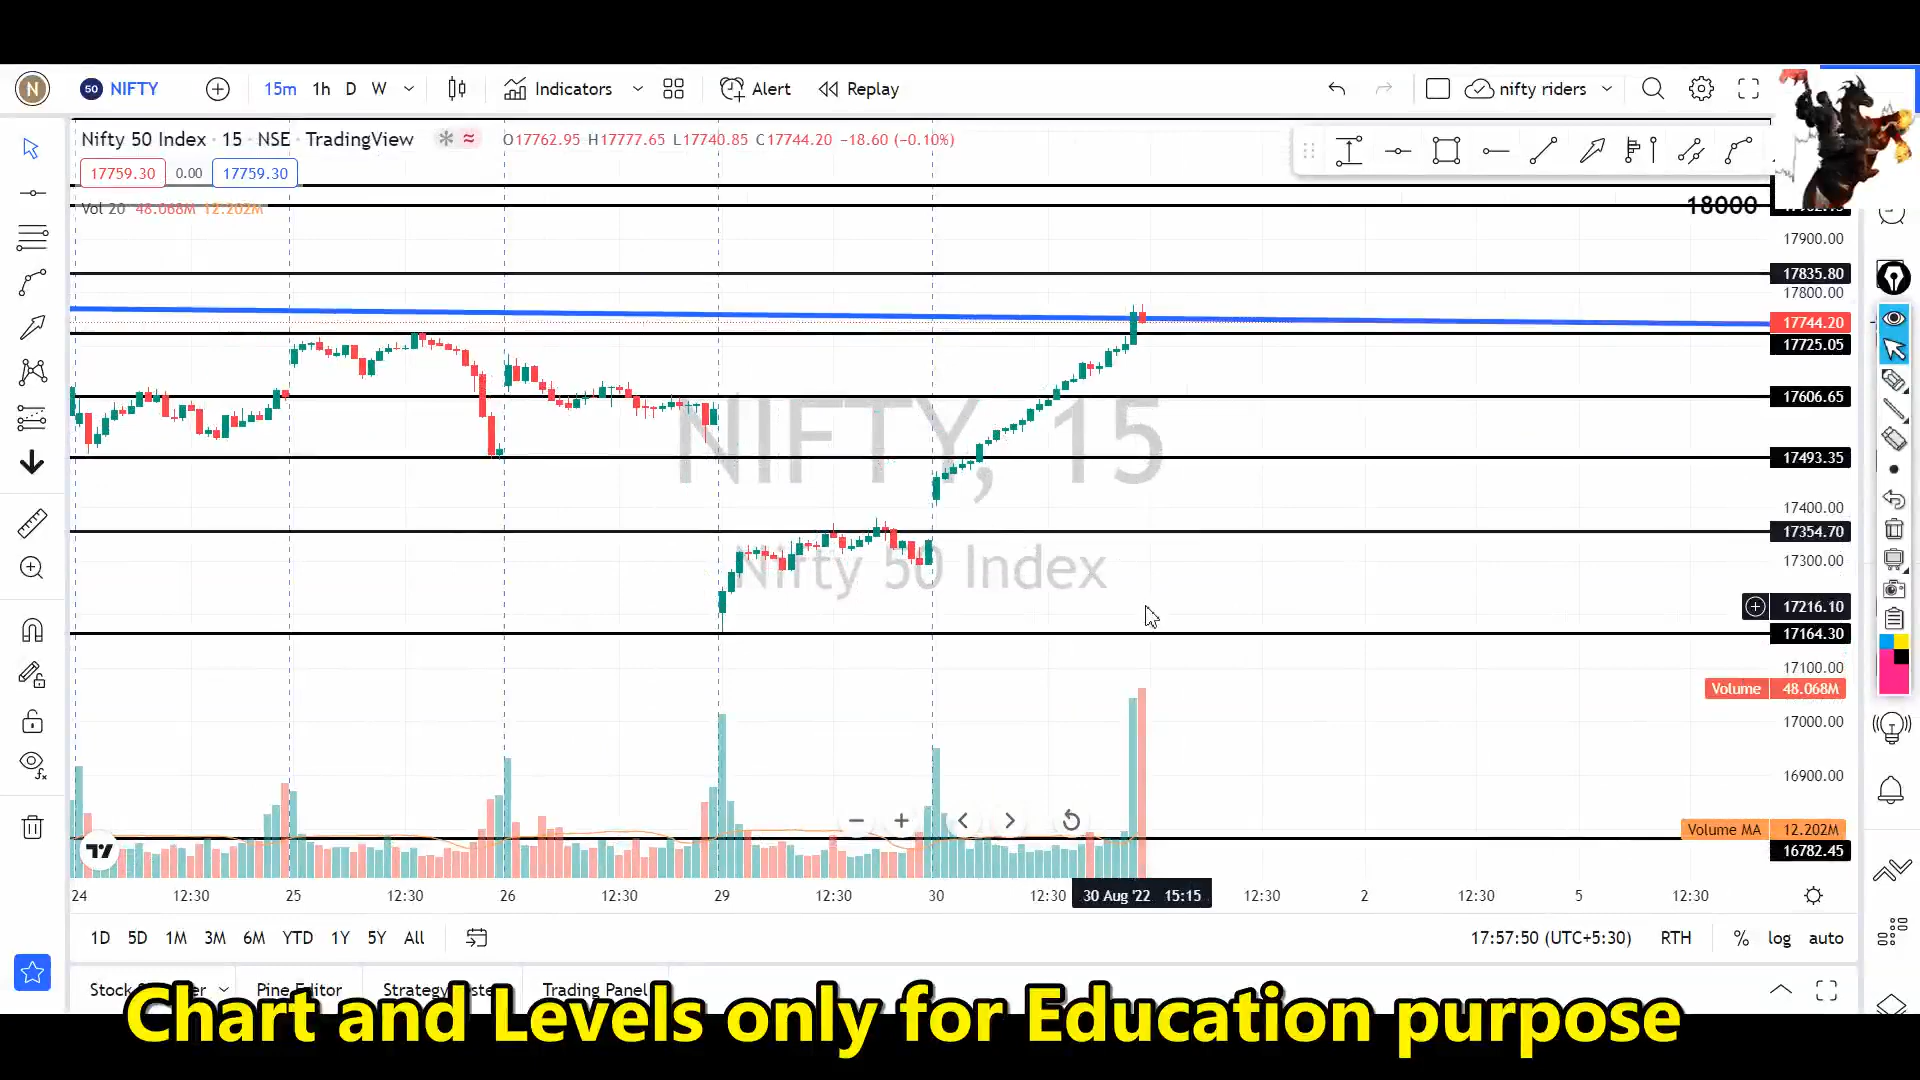 N 50 NIFTY 15m 1h D W Indicators Alert Replay nifty riders
Nifty 50 Index · 15 · NSE · TradingView O17762.95 H17777.65 L17740.85 C17744.20 −18.60 (−0.10%)
17759.30 0.00 17759.30
Vol 20 48.068M 12.202M
18000
17900.00
17835.80
17800.00
17744.20
17725.05
17606.65
17493.35
17400.00
17354.70
17300.00
17216.10
17164.30
17100.00
Volume 48.068M
17000.00
16900.00
Volume MA 12.202M
16782.45
NIFTY, 15
Nifty 50 Index
24 12:30 25 12:30 26 12:30 29 12:30 30 12:30 30 Aug '22 15:15 12:30 2 12:30 5 12:30
1D 5D 1M 3M 6M YTD 1Y 5Y All 17:57:50 (UTC+5:30) RTH % log auto
Pine Editor Trading Panel
Chart and Levels only for Education purpose